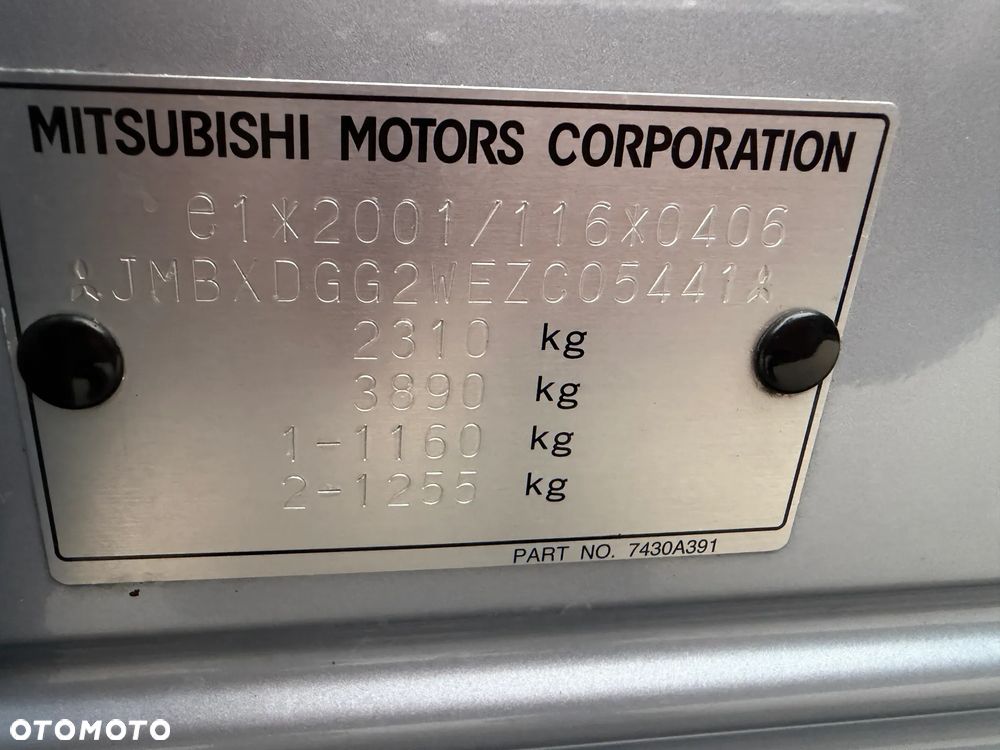 MITSUBISHI MOTORS CORPORATION
e1*2001/116*0406
JMBXDGG2WEZC05441
2310 kg
3890 kg
1-1160 kg
2-1255 kg
PART NO. 7430A391
OTOMOTO